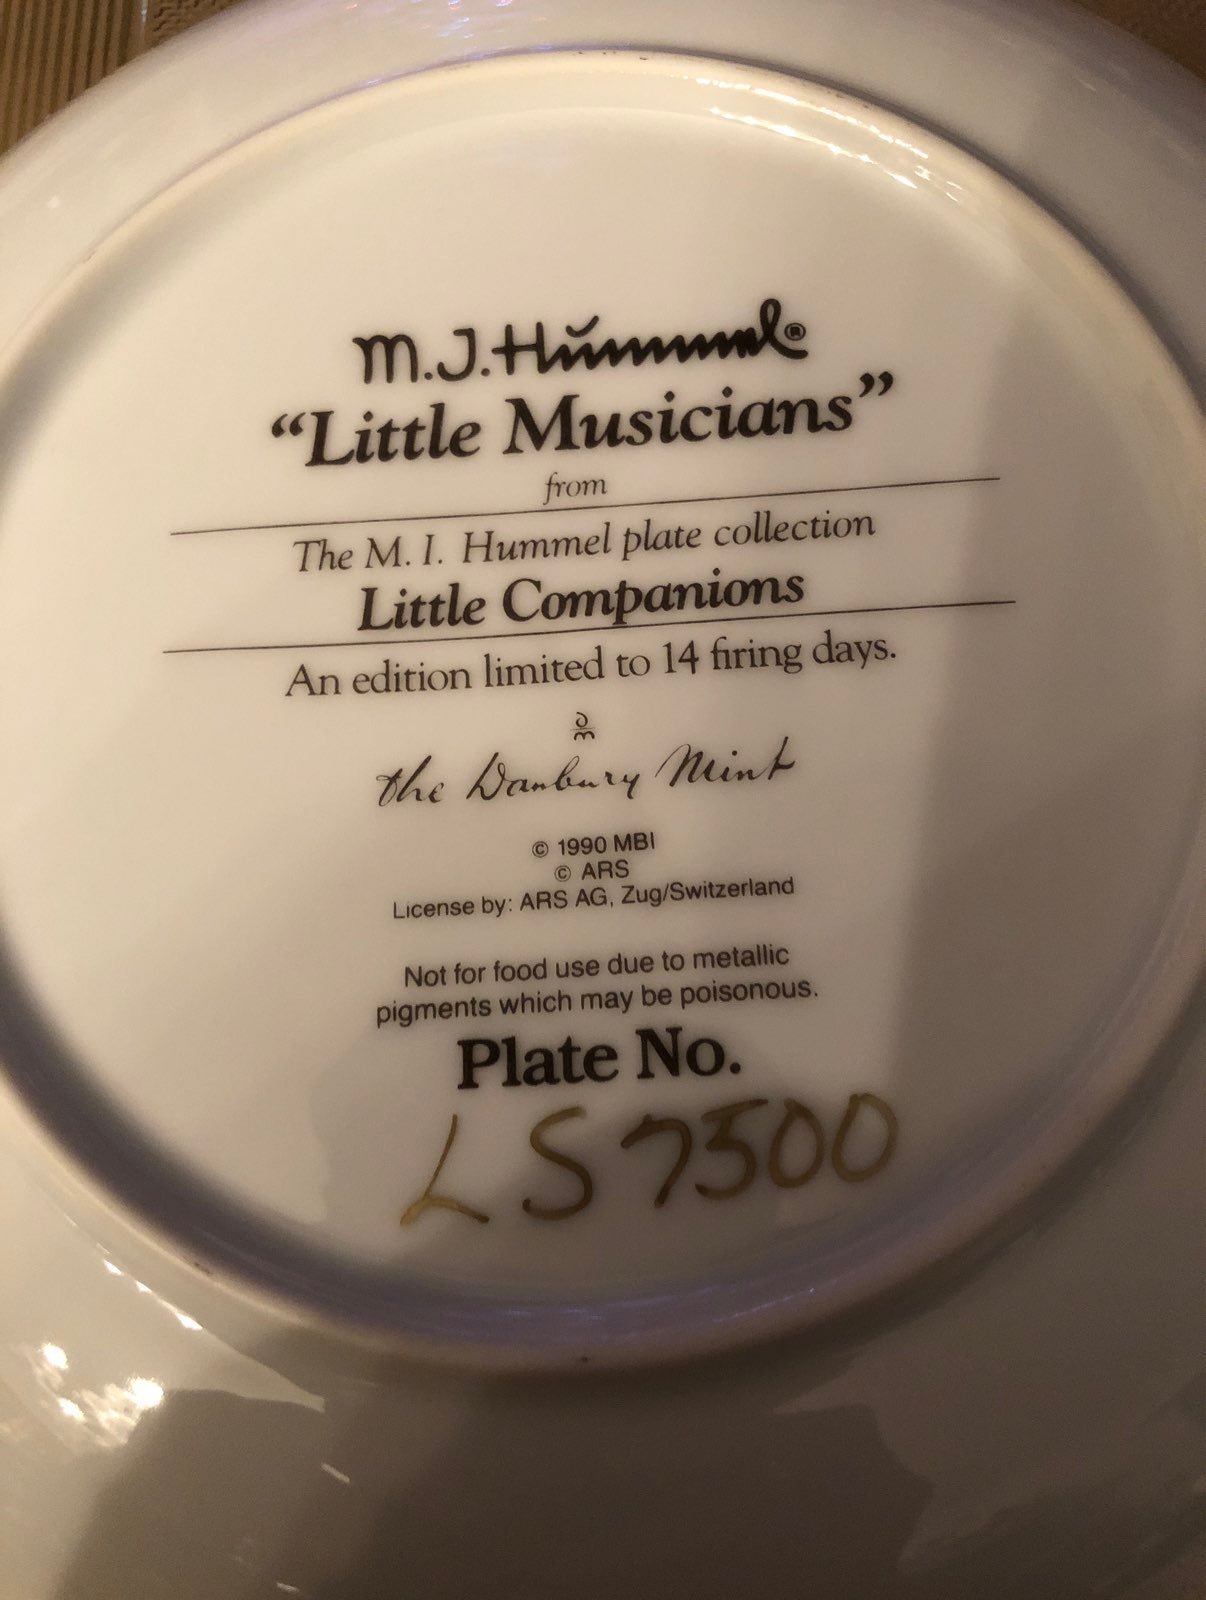 M.J.Hummel®
“Little Musicians”
from
The M. I. Hummel plate collection
Little Companions
An edition limited to 14 firing days.
DM
the Danbury Mint
© 1990 MBI
© ARS
License by: ARS AG, Zug/Switzerland
Not for food use due to metallic
pigments which may be poisonous.
Plate No.
LS7500